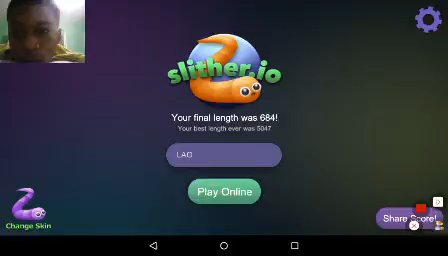 slither.io
Your final length was 684!
Your best length ever was 5047
LAG
Play Online
Change Skin
Share Score!